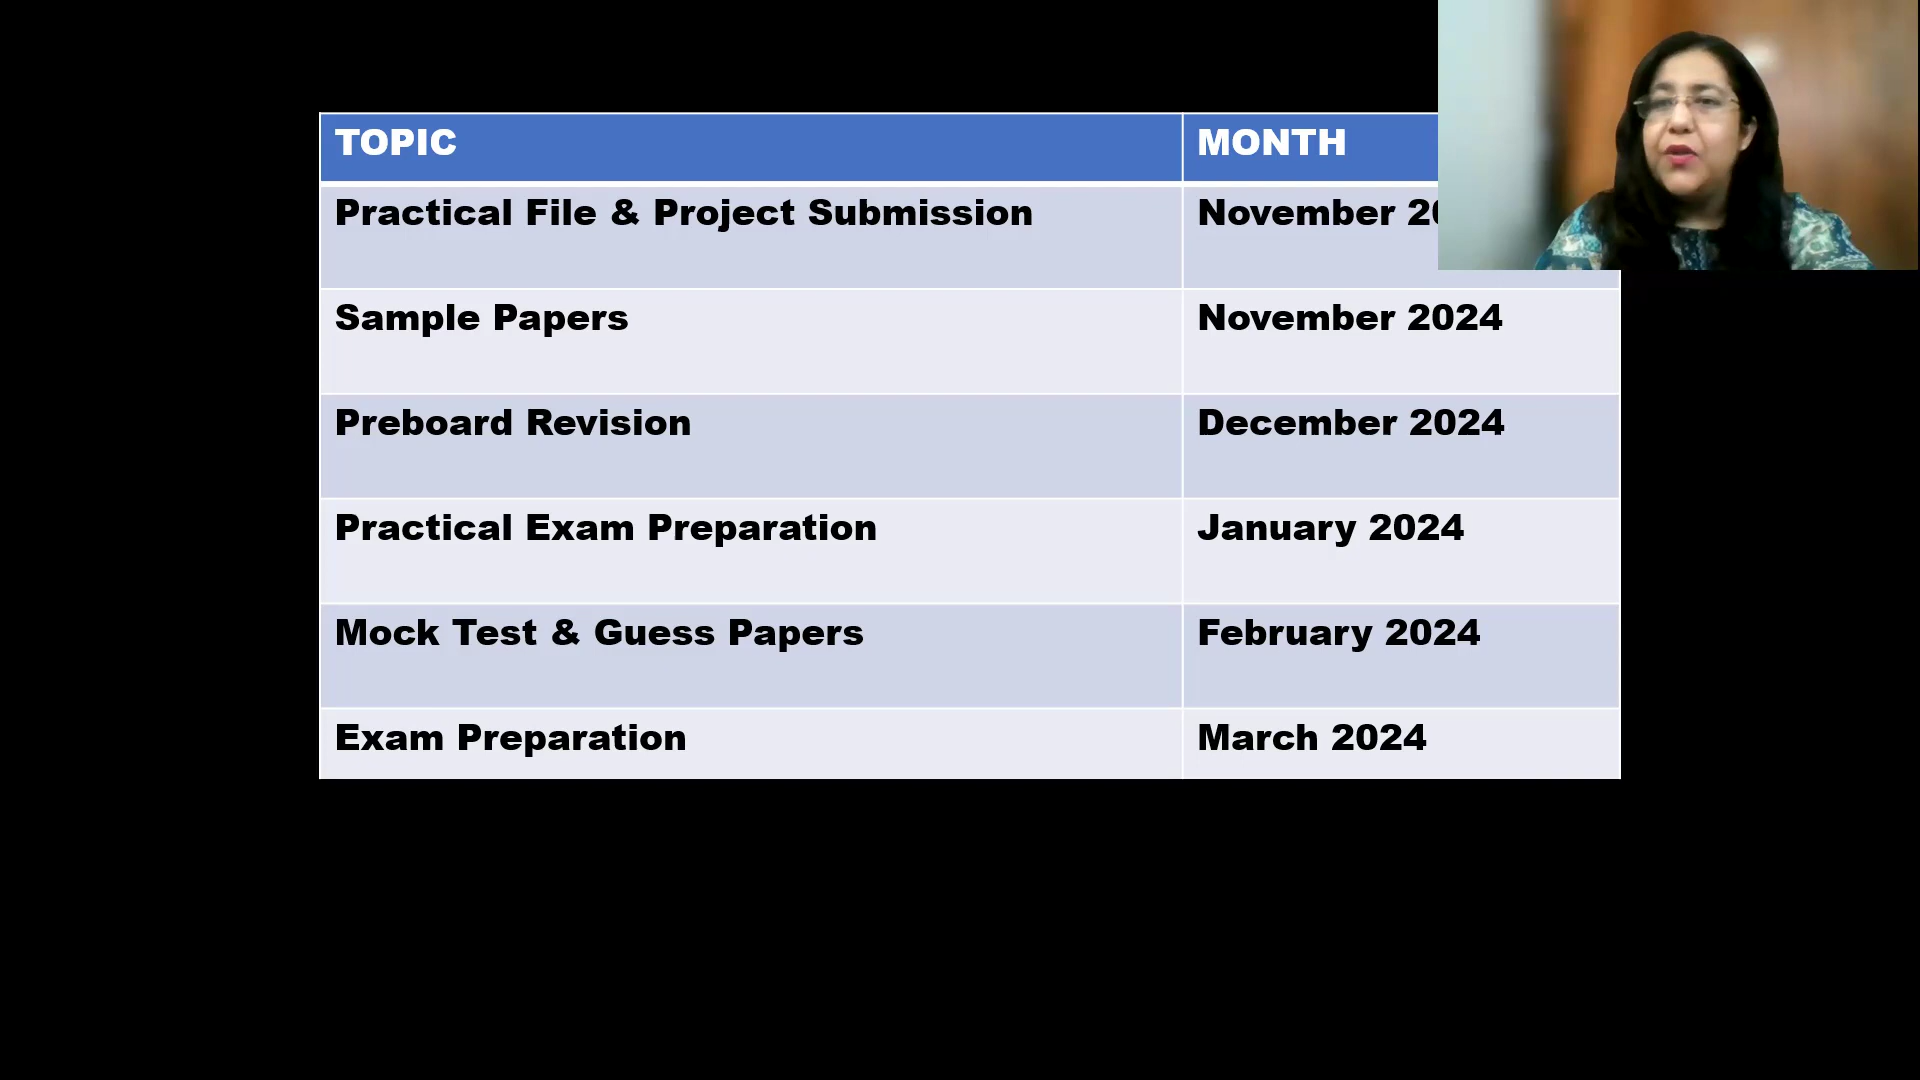 TOPIC MONTH
Practical File & Project Submission November
Sample Papers November 2024
Preboard Revision December 2024
Practical Exam Preparation January 2024
Mock Test & Guess Papers February 2024
Exam Preparation March 2024